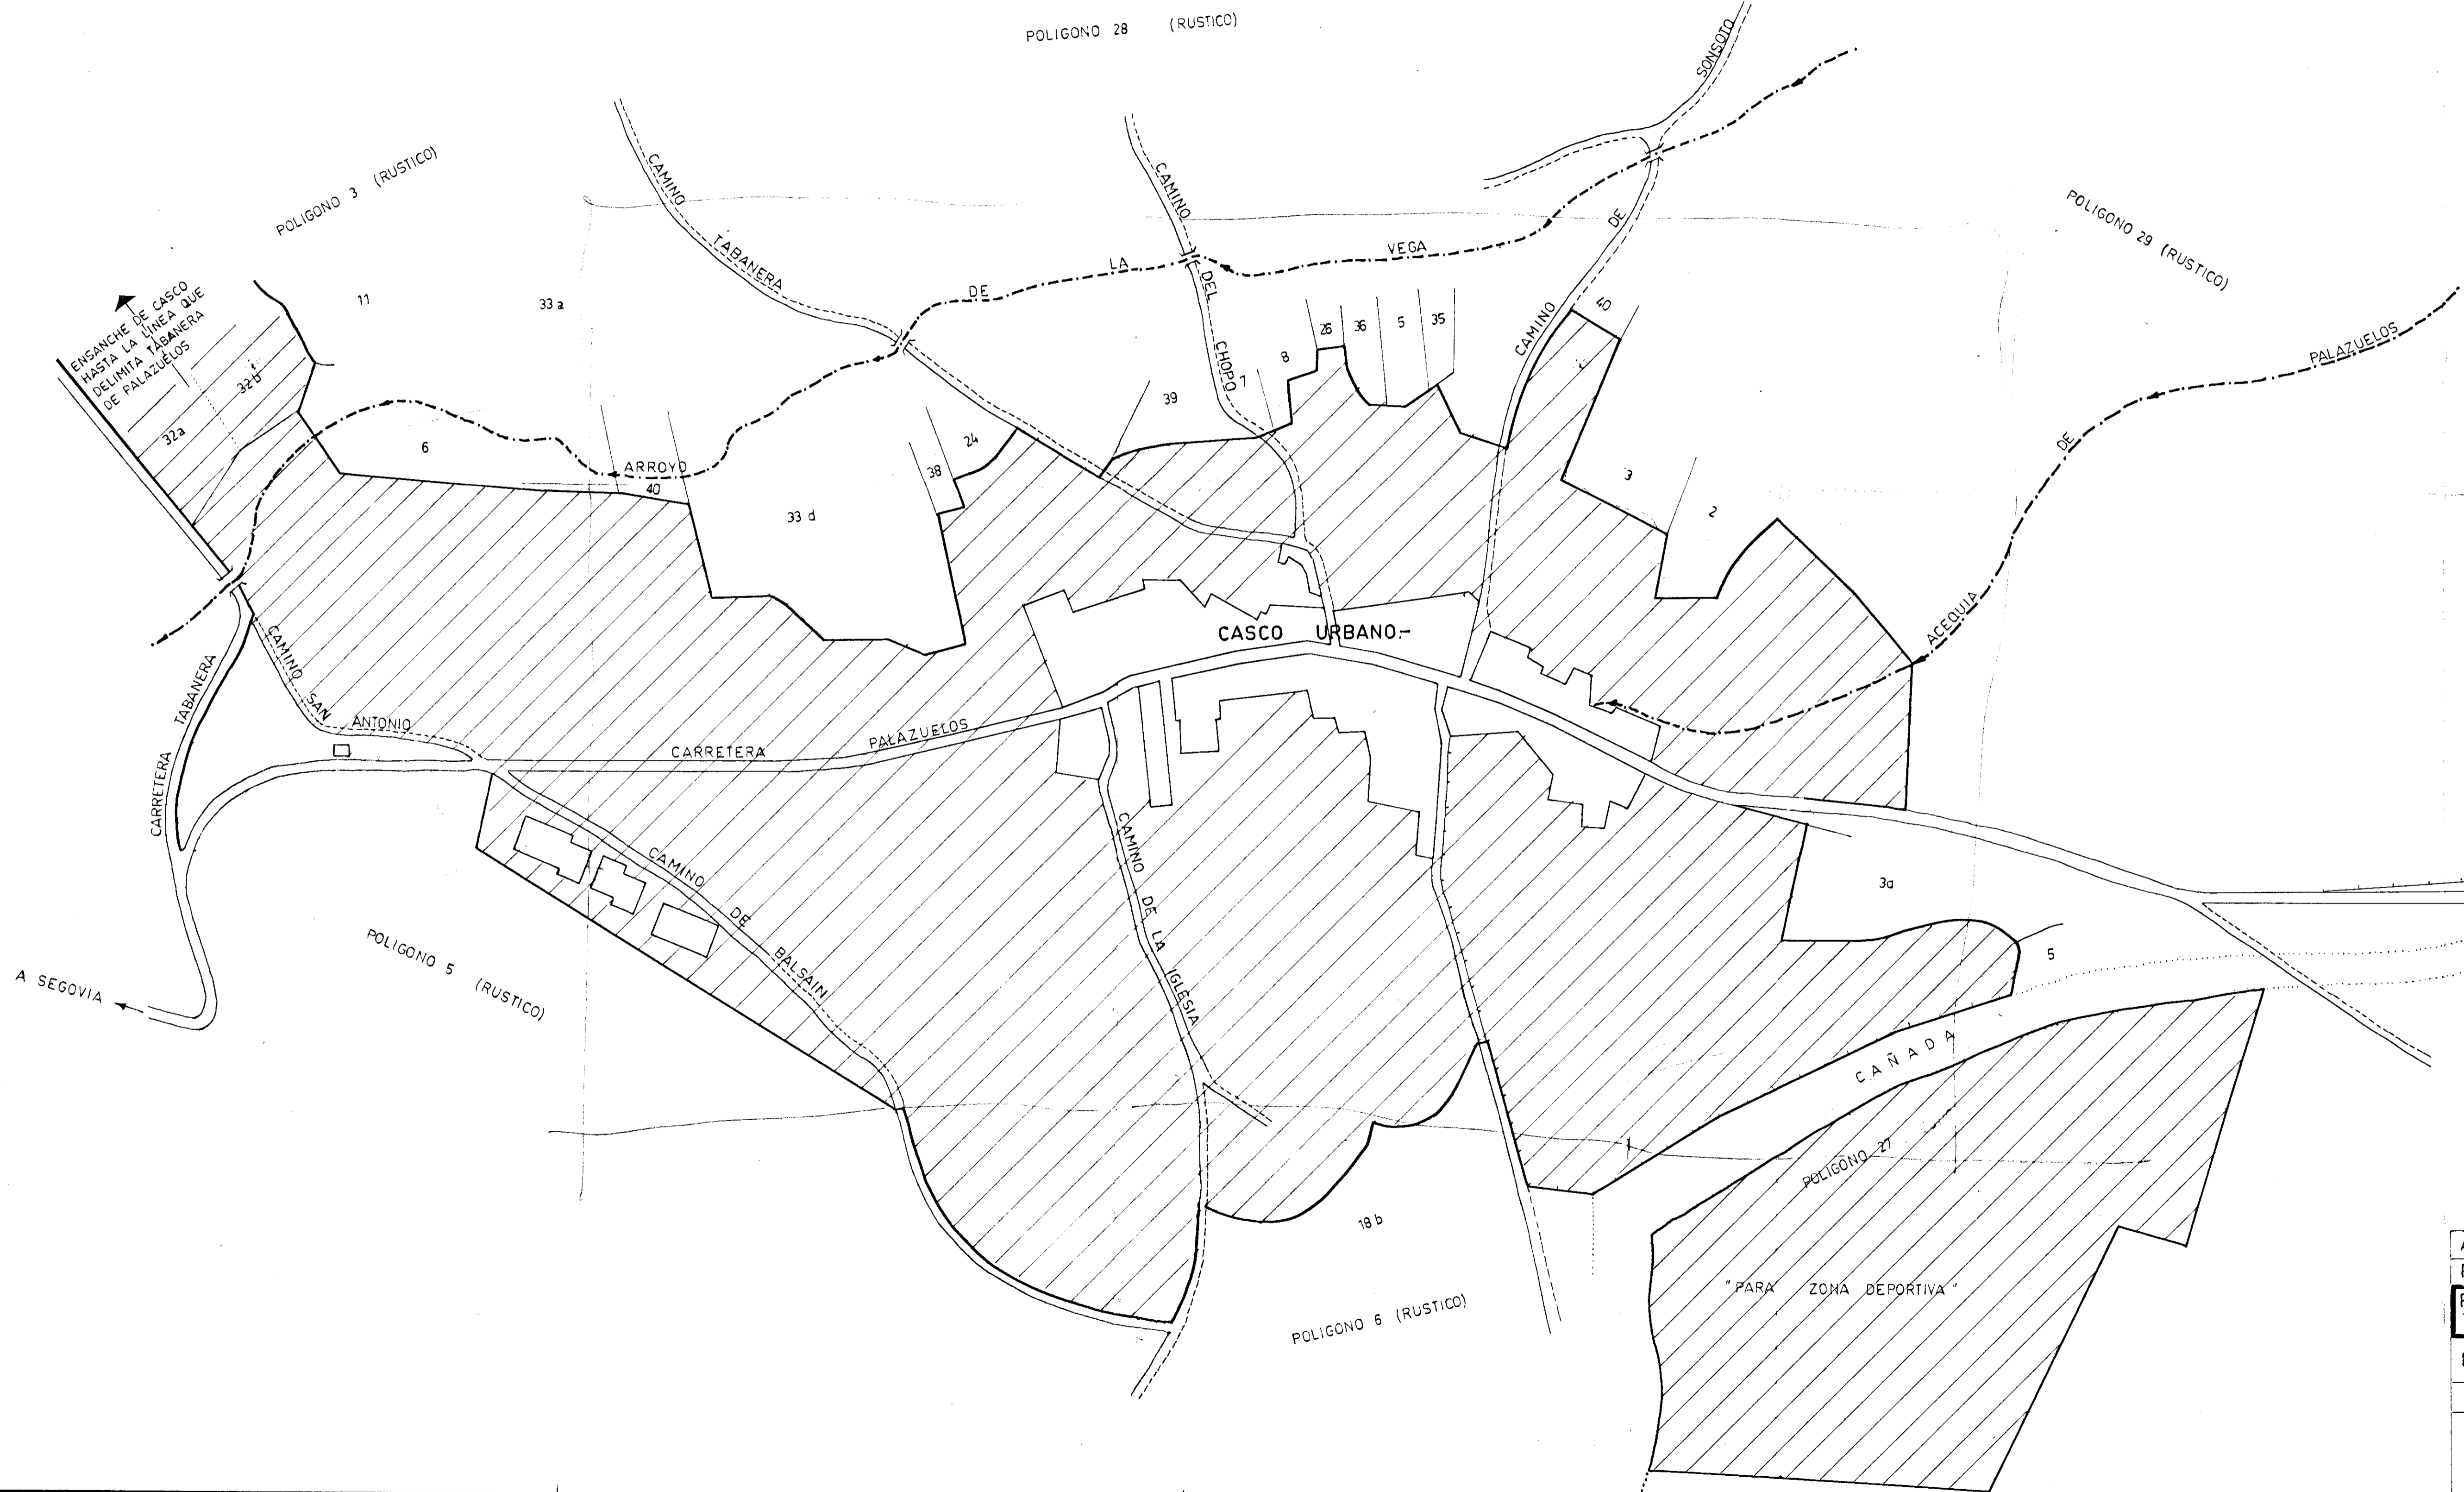 POLIGONO 28 (RUSTICO)
SONSOTO
POLIGONO 3 (RUSTICO)
CAMINO
TABANERA
CAMINO
DEL
CHOPO
DE
CAMINO
POLIGONO 29 (RUSTICO)
ENSANCHE DE CASCO
HASTA LA LINEA QUE
DELIMITA TABANERA
DE PALAZUELOS
11
33 a
32 b
32a
ARROYO
DE
LA
VEGA
26
36
5
35
40
8
7
39
24
38
6
40
33 d
3
2
ACEQUIA
DE
PALAZUELOS
CASCO URBANO.-
CAMINO
SAN
ANTONIO
CARRETERA
TABANERA
CARRETERA
PALAZUELOS
CAMINO
DE
BALSAIN
CAMINO
DE
LA
IGLESIA
3a
5
POLIGONO 5 (RUSTICO)
A SEGOVIA
CAÑADA
POLIGONO 27
18 b
"PARA ZONA DEPORTIVA"
POLIGONO 6 (RUSTICO)